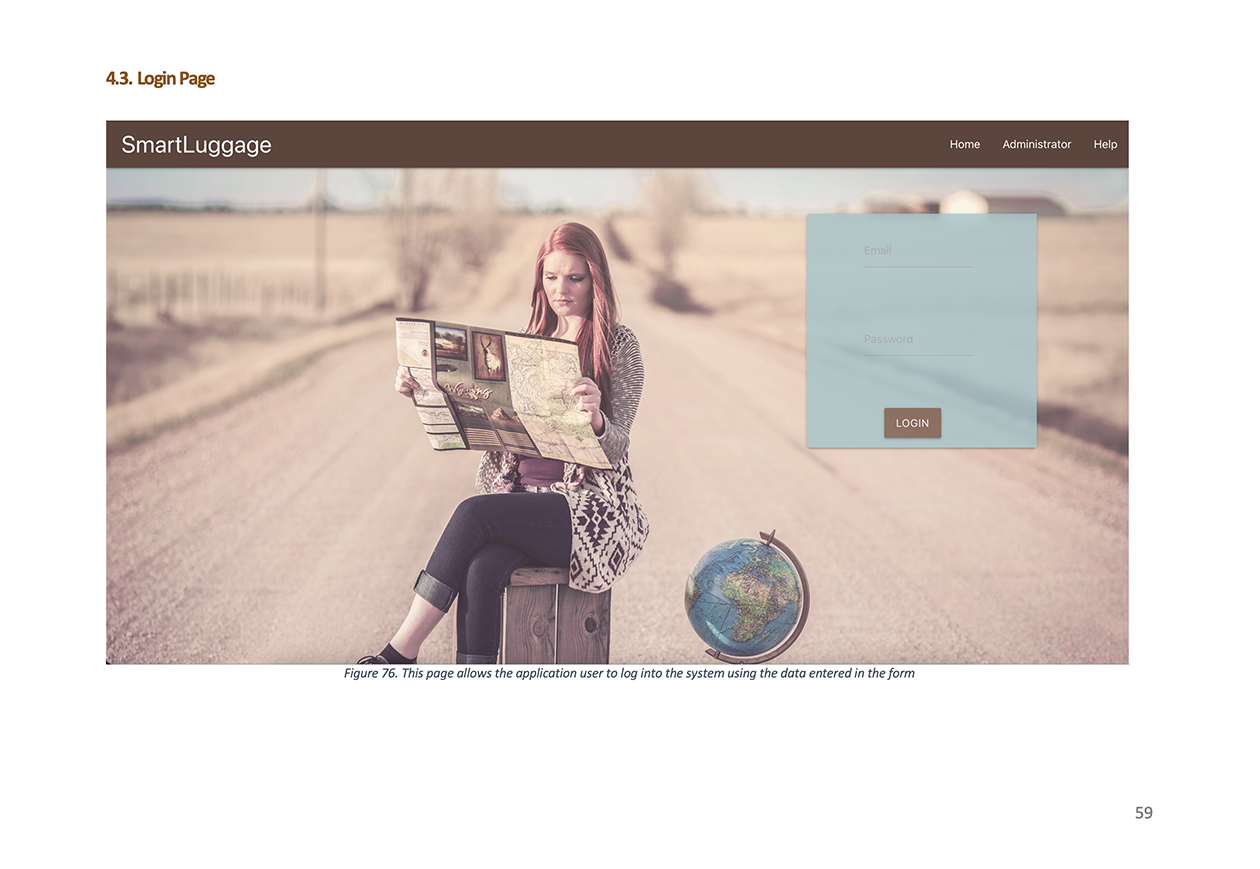 4.3. Login Page
SmartLuggage
Home Administrator Help
Email
Password
LOGIN
Wyoming
Figure 76. This page allows the application user to log into the system using the data entered in the form
59